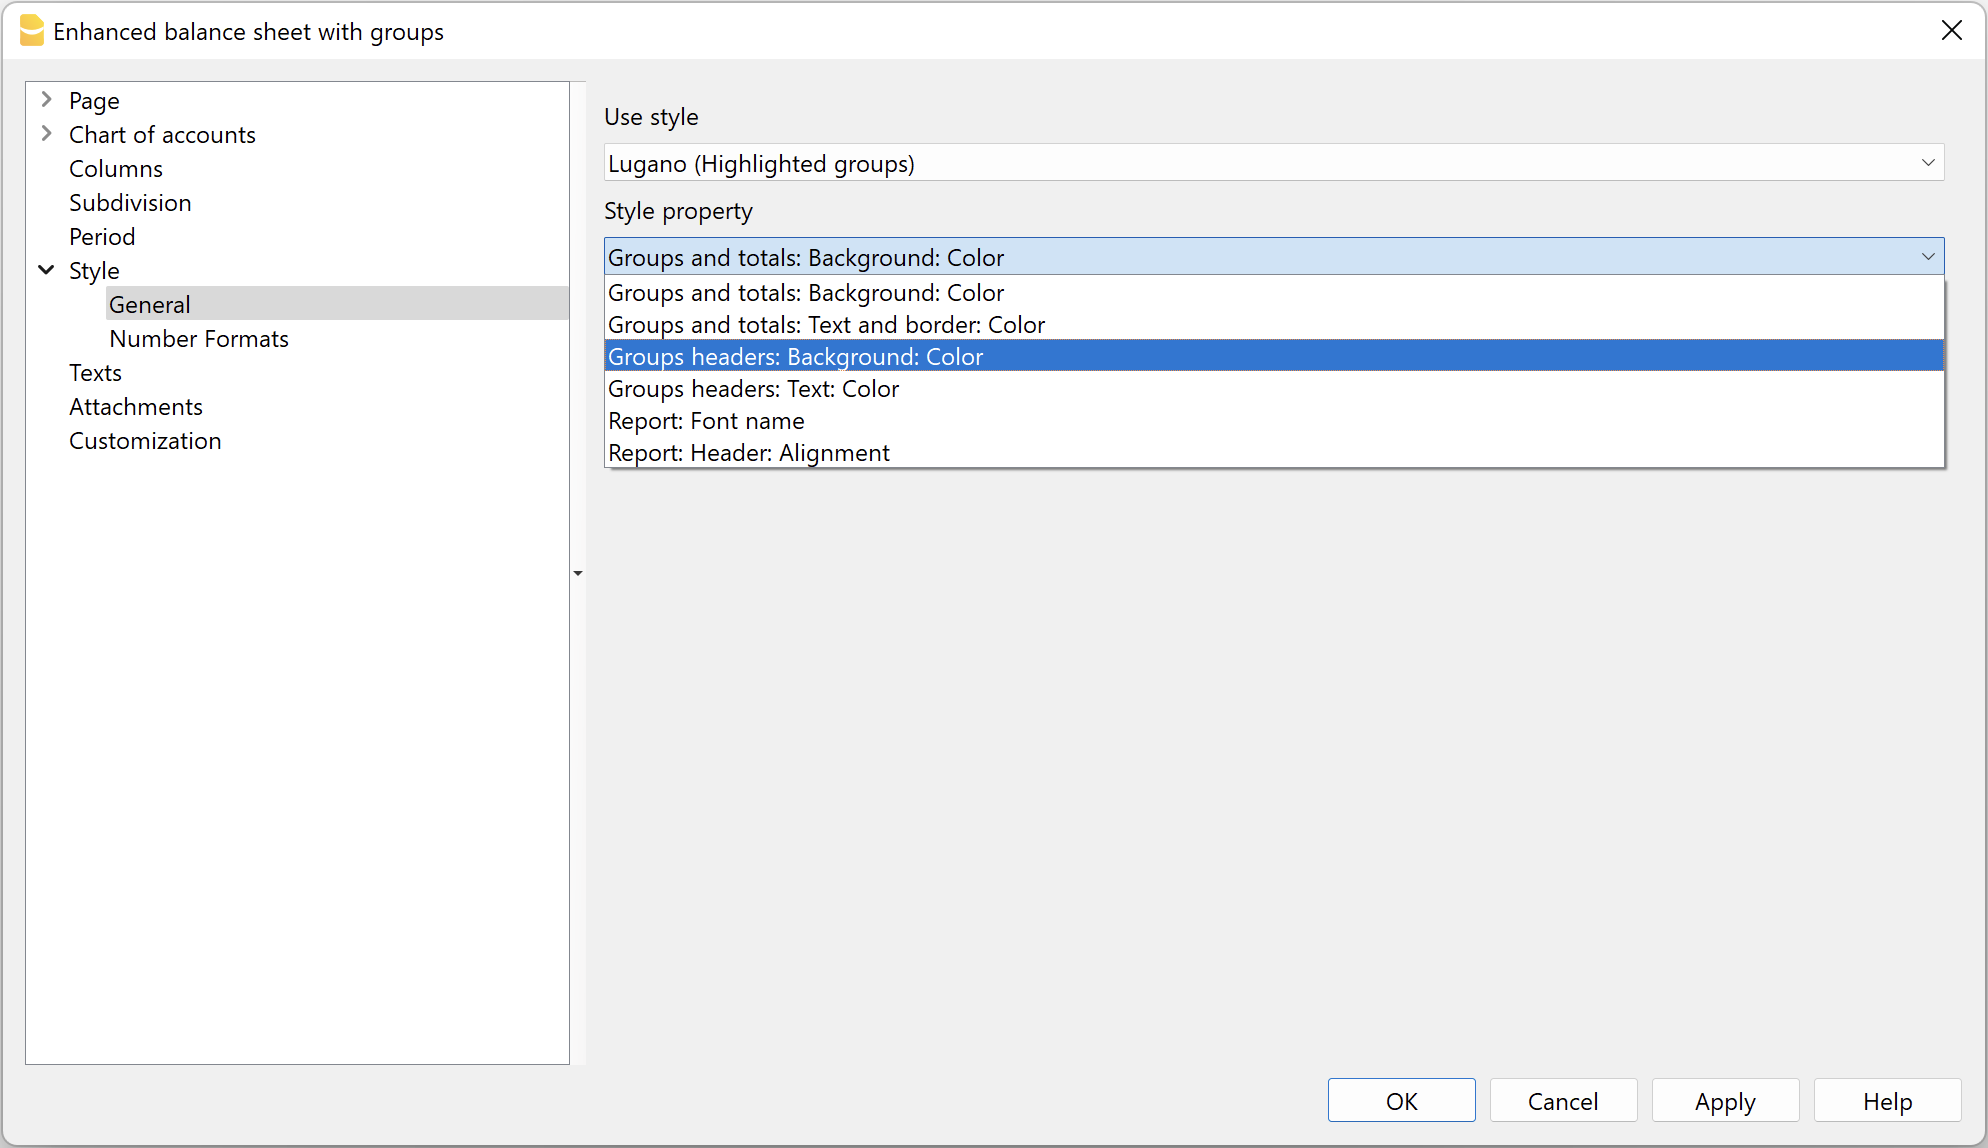 Enhanced balance sheet with groups
Page
Chart of accounts
Columns
Subdivision
Period
Style
General
Number Formats
Texts
Attachments
Customization
Use style
Lugano (Highlighted groups)
Style property
Groups and totals: Background: Color
Groups and totals: Background: Color
Groups and totals: Text and border: Color
Groups headers: Background: Color
Groups headers: Text: Color
Report: Font name
Report: Header: Alignment
OK
Cancel
Apply
Help